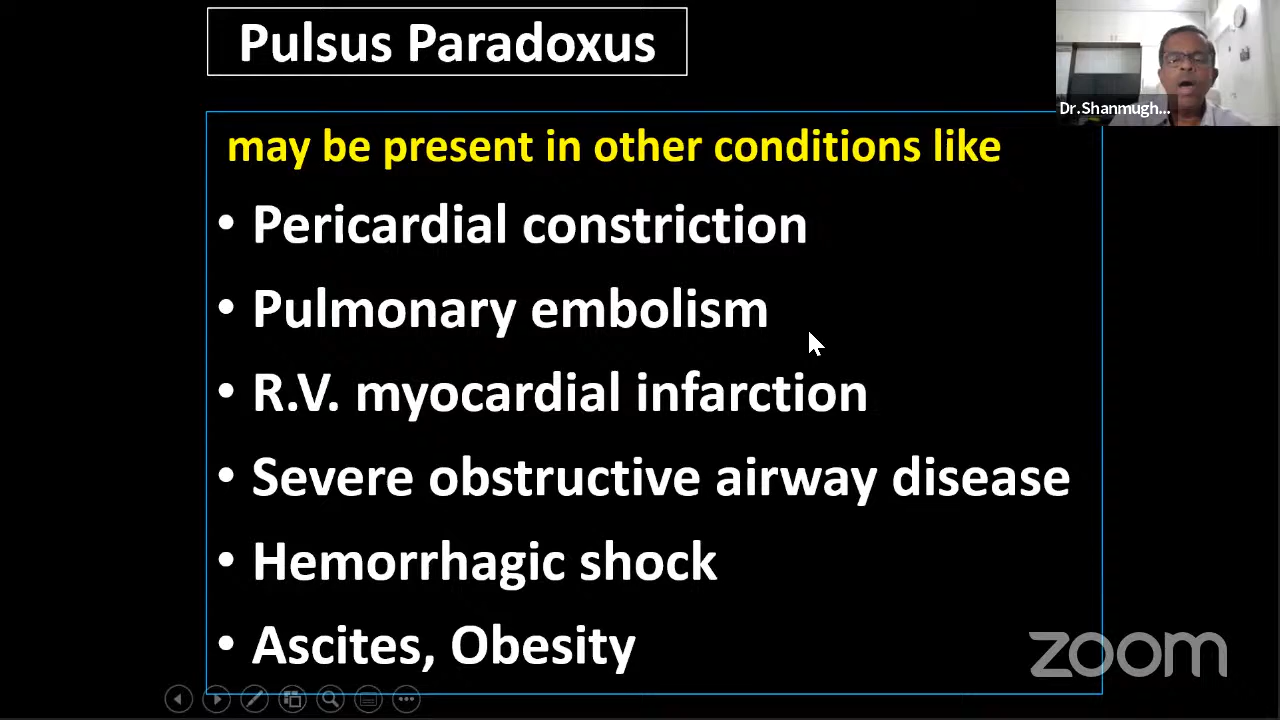 Pulsus Paradoxus
Dr.Shanmugh...
may be present in other conditions like
• Pericardial constriction
• Pulmonary embolism
• R.V. myocardial infarction
• Severe obstructive airway disease
• Hemorrhagic shock
• Ascites, Obesity
zoom